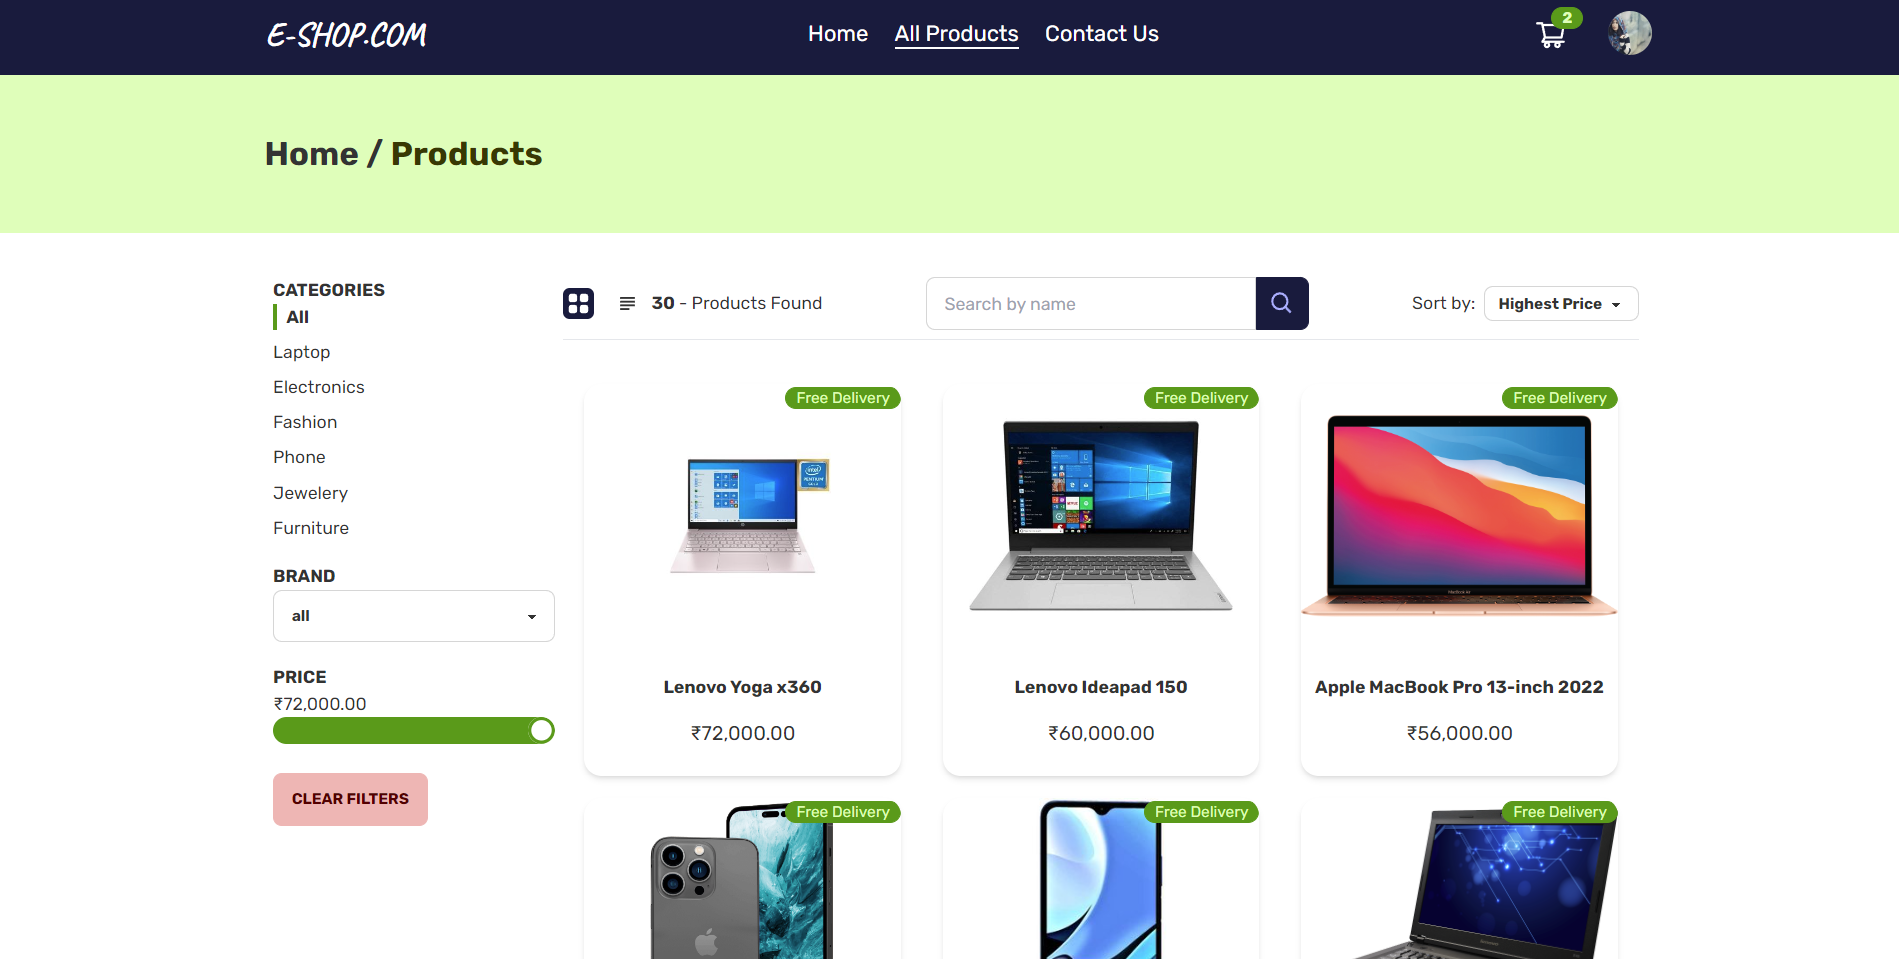 E-SHOP.COM
Home
All Products
Contact Us
2
Home / Products
CATEGORIES
All
Laptop
Electronics
Fashion
Phone
Jewelery
Furniture
BRAND
all
PRICE
₹72,000.00
CLEAR FILTERS
30 - Products Found
Search by name
Sort by:
Highest Price
Free Delivery
Lenovo Yoga x360
₹72,000.00
Free Delivery
Lenovo Ideapad 150
₹60,000.00
Free Delivery
Apple MacBook Pro 13-inch 2022
₹56,000.00
Free Delivery
Free Delivery
Free Delivery